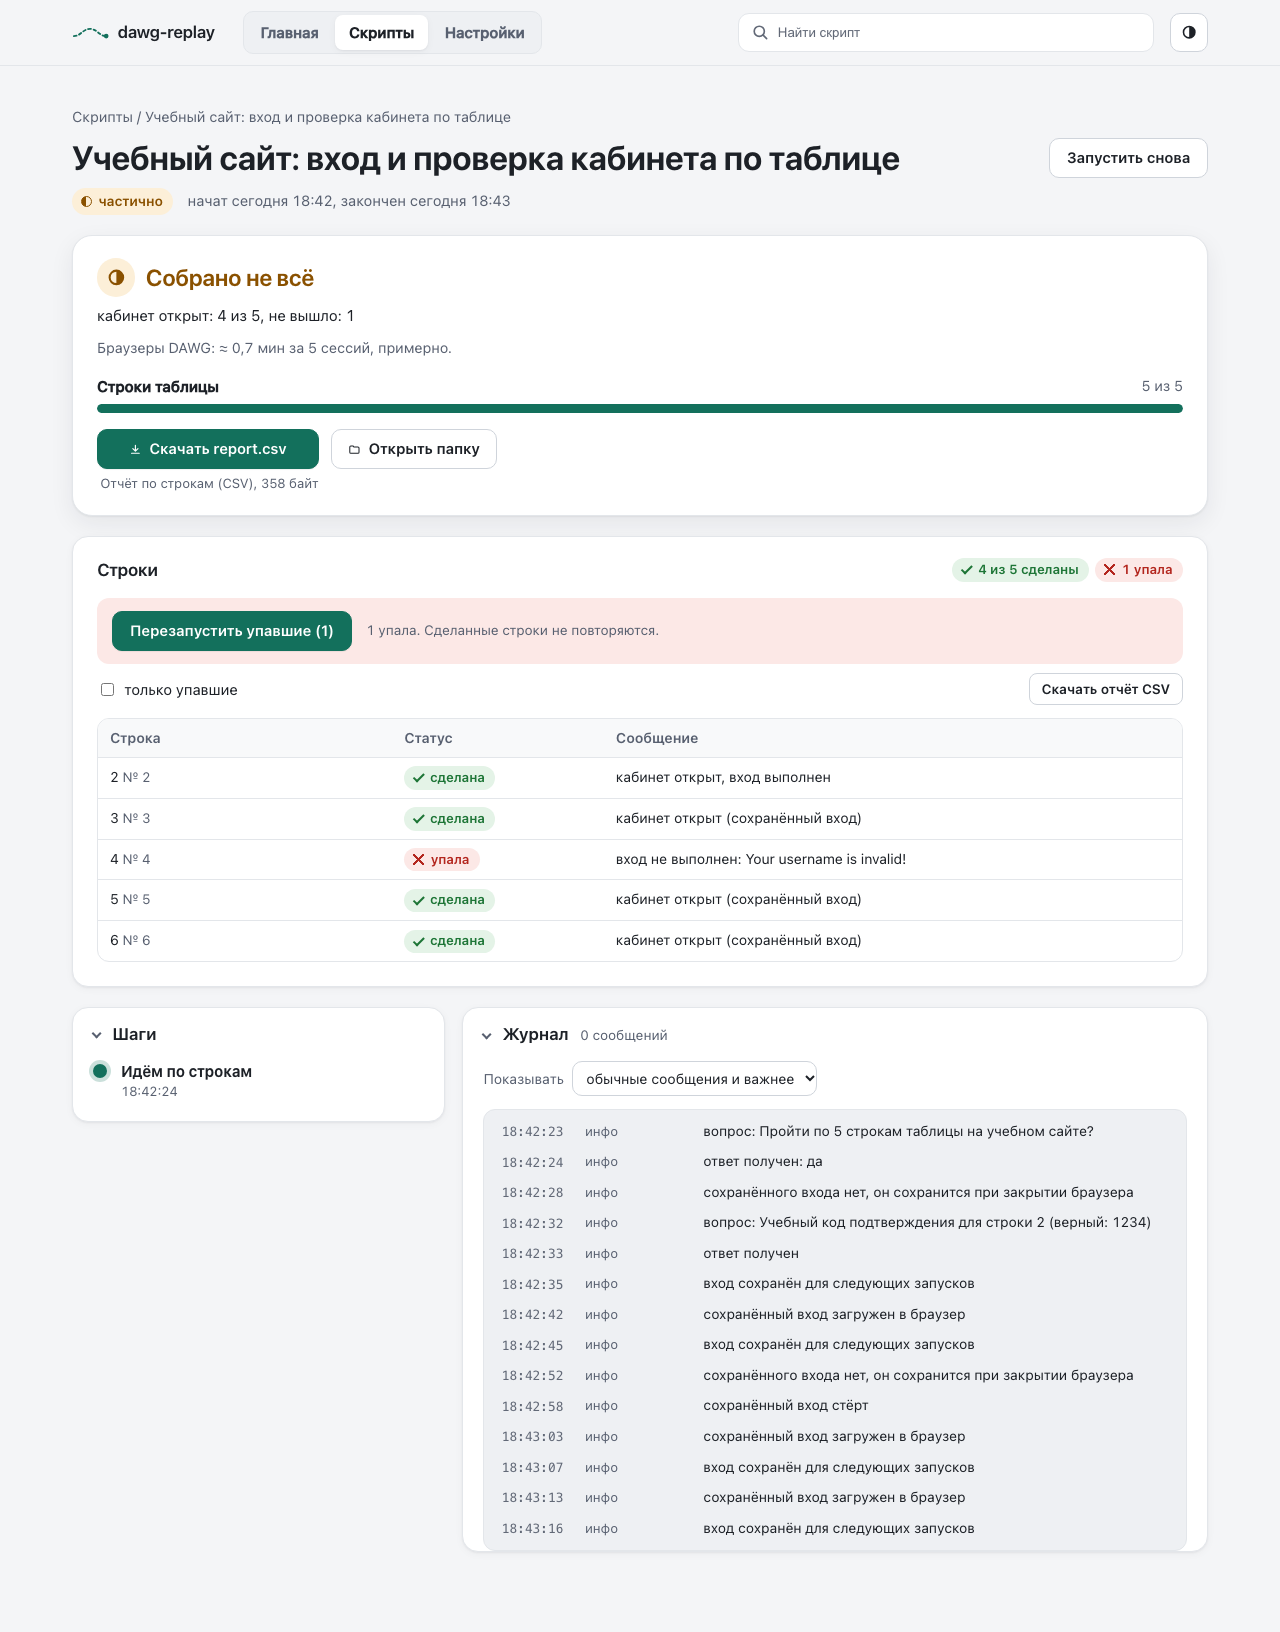 dawg-replay
Главная Скрипты Настройки
Найти скрипт
Скрипты / Учебный сайт: вход и проверка кабинета по таблице
Учебный сайт: вход и проверка кабинета по таблице
Запустить снова
частично начат сегодня 18:42, закончен сегодня 18:43
Собрано не всё
кабинет открыт: 4 из 5, не вышло: 1
Браузеры DAWG: ≈ 0,7 мин за 5 сессий, примерно.
Строки таблицы 5 из 5
Скачать report.csv Открыть папку
Отчёт по строкам (CSV), 358 байт
Строки 4 из 5 сделаны 1 упала
Перезапустить упавшие (1) 1 упала. Сделанные строки не повторяются.
только упавшие Скачать отчёт CSV
Строка Статус Сообщение
2 № 2 сделана кабинет открыт, вход выполнен
3 № 3 сделана кабинет открыт (сохранённый вход)
4 № 4 упала вход не выполнен: Your username is invalid!
5 № 5 сделана кабинет открыт (сохранённый вход)
6 № 6 сделана кабинет открыт (сохранённый вход)
Шаги
Идём по строкам
18:42:24
Журнал 0 сообщений
Показывать обычные сообщения и важнее
18:42:23 инфо вопрос: Пройти по 5 строкам таблицы на учебном сайте?
18:42:24 инфо ответ получен: да
18:42:28 инфо сохранённого входа нет, он сохранится при закрытии браузера
18:42:32 инфо вопрос: Учебный код подтверждения для строки 2 (верный: 1234)
18:42:33 инфо ответ получен
18:42:35 инфо вход сохранён для следующих запусков
18:42:42 инфо сохранённый вход загружен в браузер
18:42:45 инфо вход сохранён для следующих запусков
18:42:52 инфо сохранённого входа нет, он сохранится при закрытии браузера
18:42:58 инфо сохранённый вход стёрт
18:43:03 инфо сохранённый вход загружен в браузер
18:43:07 инфо вход сохранён для следующих запусков
18:43:13 инфо сохранённый вход загружен в браузер
18:43:16 инфо вход сохранён для следующих запусков